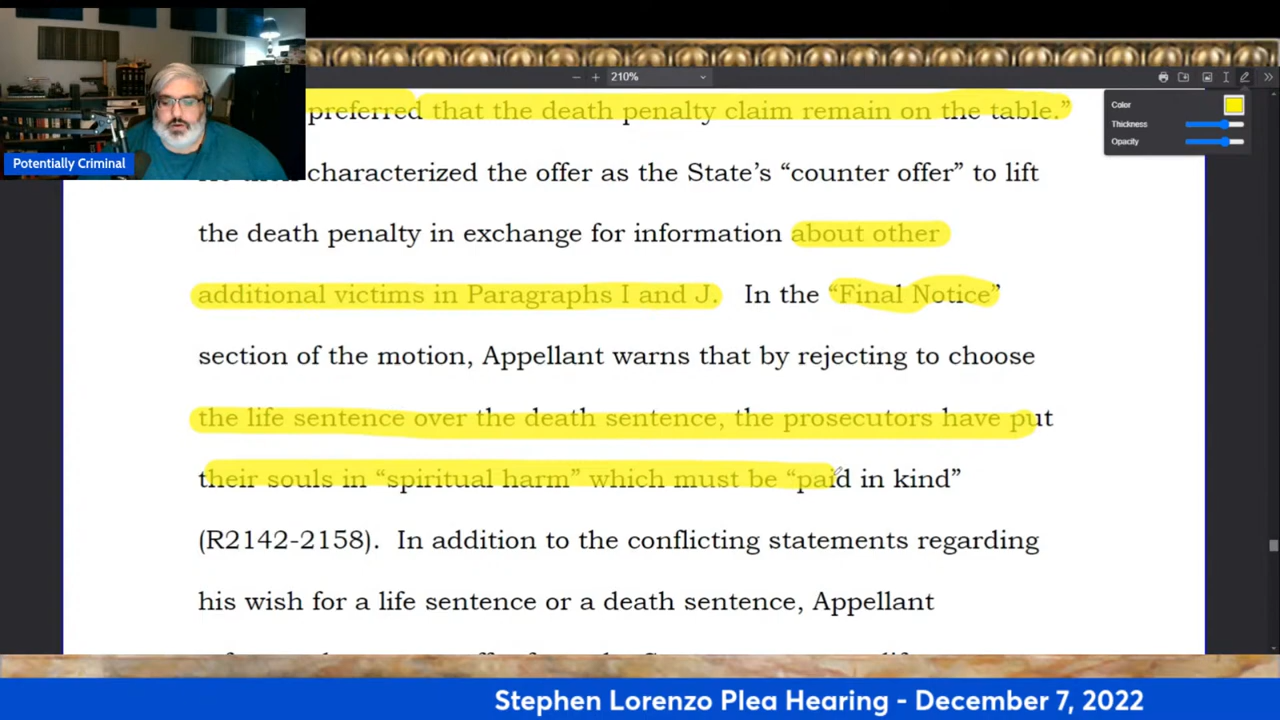 210%
Color
Thickness
Opacity
preferred that the death penalty claim remain on the table.”
characterized the offer as the State’s “counter offer” to lift
the death penalty in exchange for information about other
additional victims in Paragraphs I and J. In the “Final Notice”
section of the motion, Appellant warns that by rejecting to choose
the life sentence over the death sentence, the prosecutors have put
their souls in “spiritual harm” which must be “paid in kind”
(R2142-2158). In addition to the conflicting statements regarding
his wish for a life sentence or a death sentence, Appellant
Potentially Criminal
Stephen Lorenzo Plea Hearing - December 7, 2022